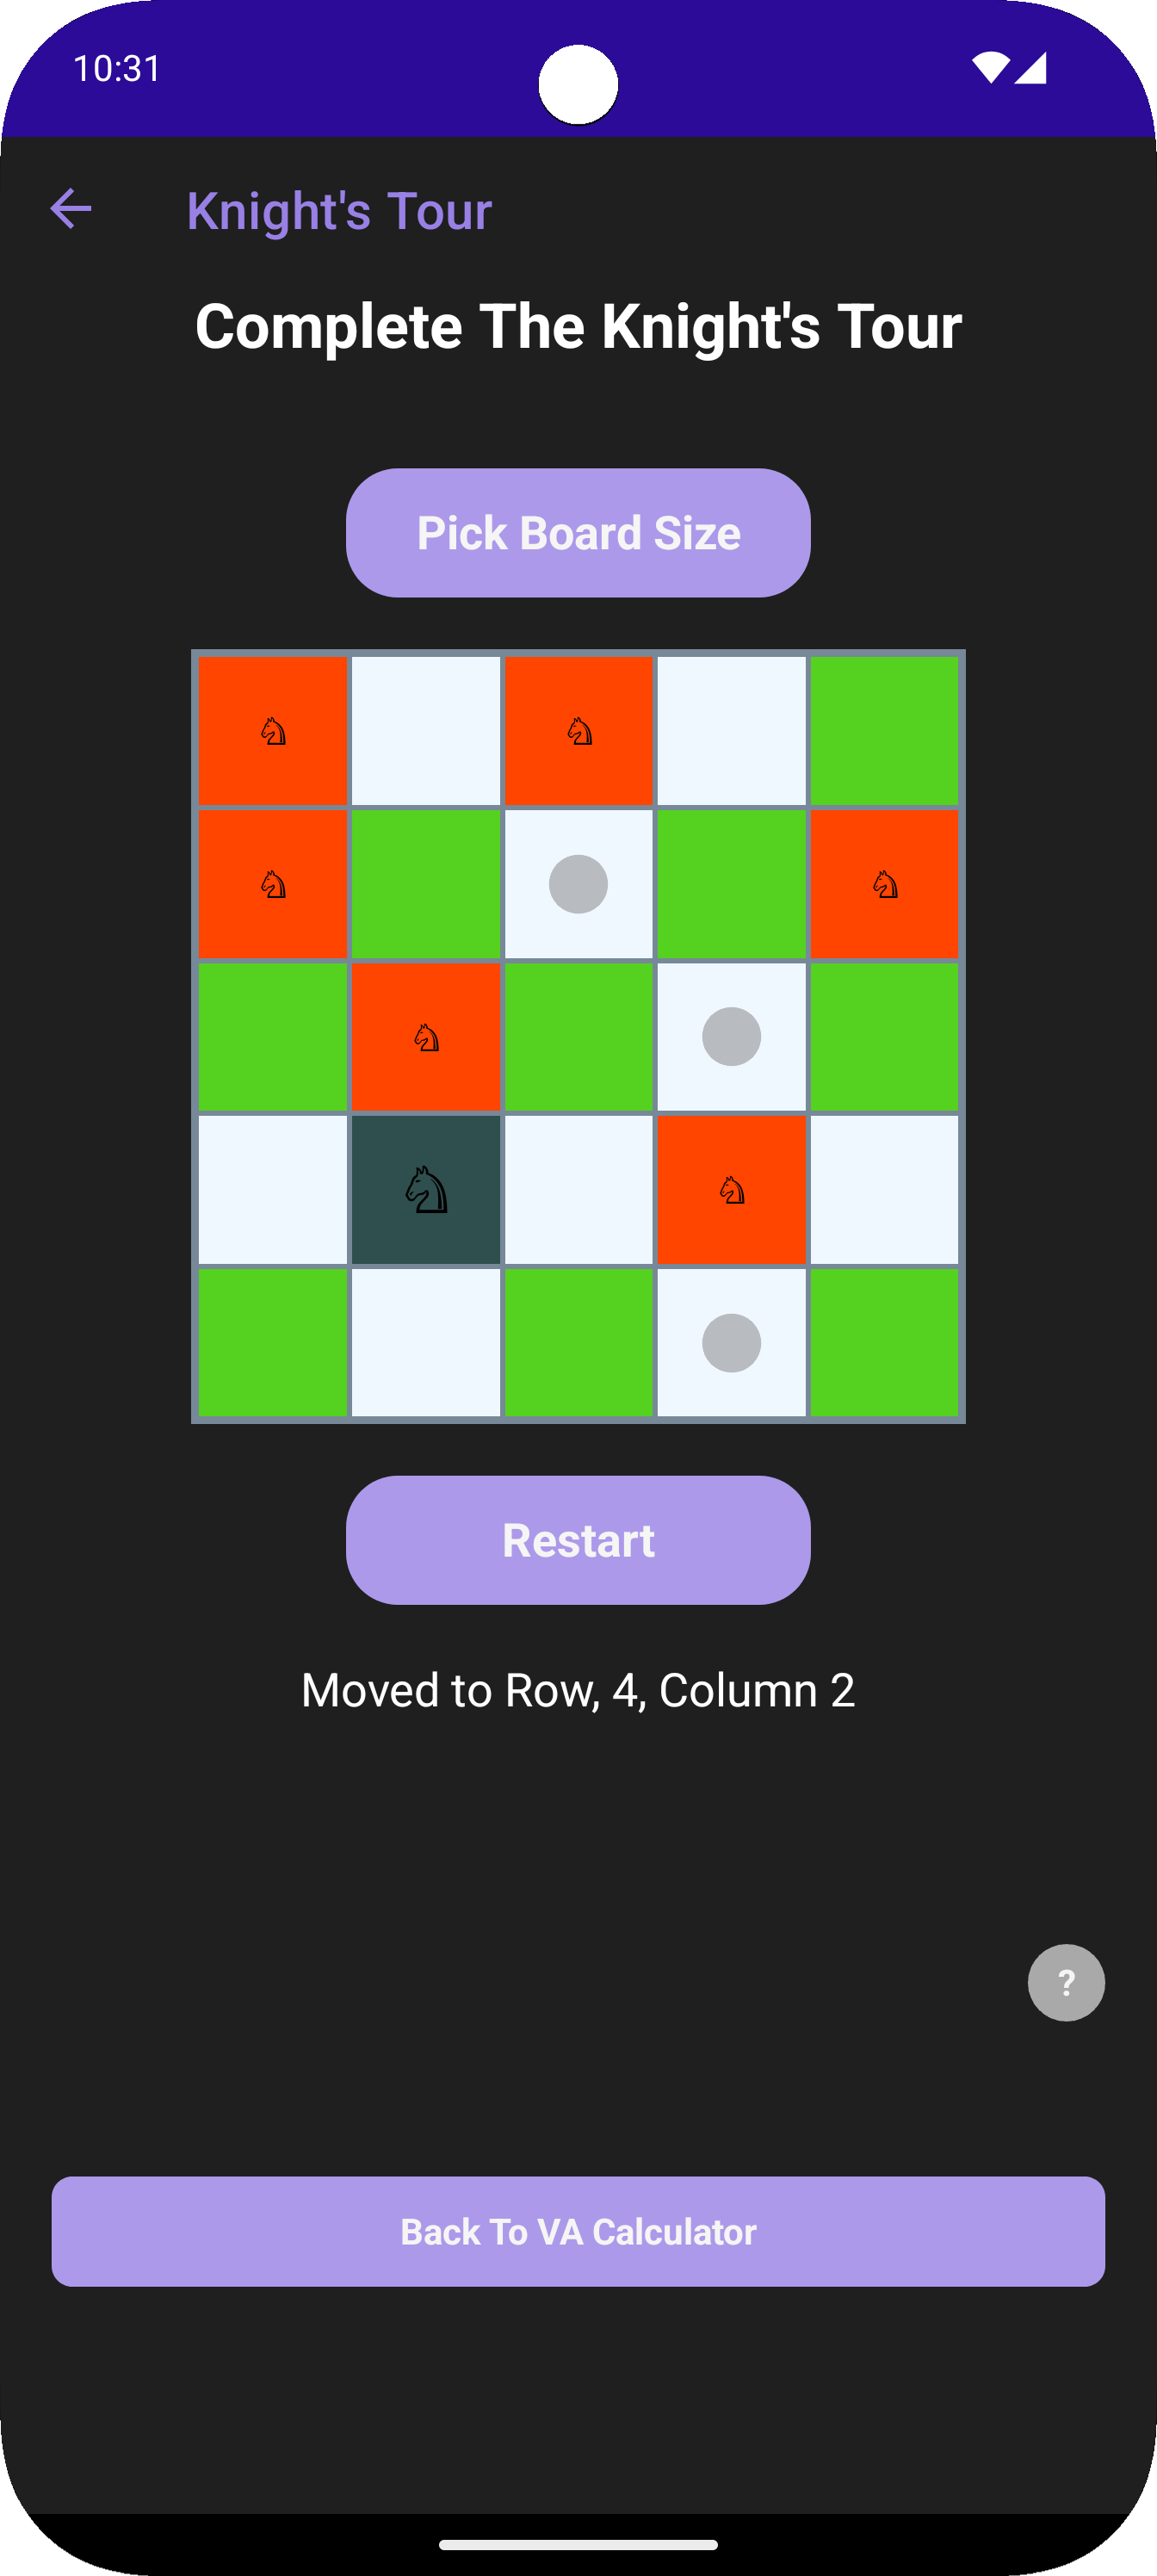 10:31
Knight's Tour
Complete The Knight's Tour
Pick Board Size
Restart
Moved to Row, 4, Column 2
?
Back To VA Calculator